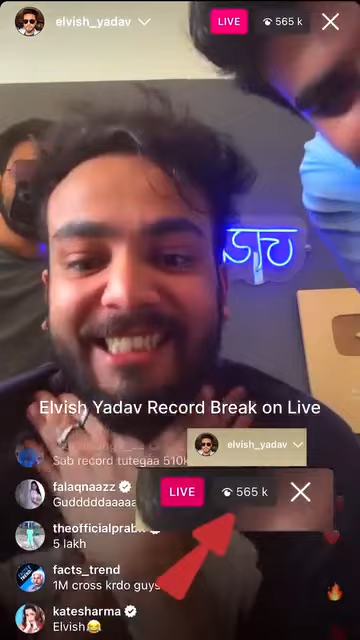 elvish_yadav
LIVE
565 k
Elvish Yadav Record Break on Live
elvish_yadav
Sab record tutegaa 510k
LIVE
565 k
falaqnaazz
Gudddddaaaaa
theofficialprab
5 lakh
facts_trend
1M cross krdo guys
katesharma
Elvish😂